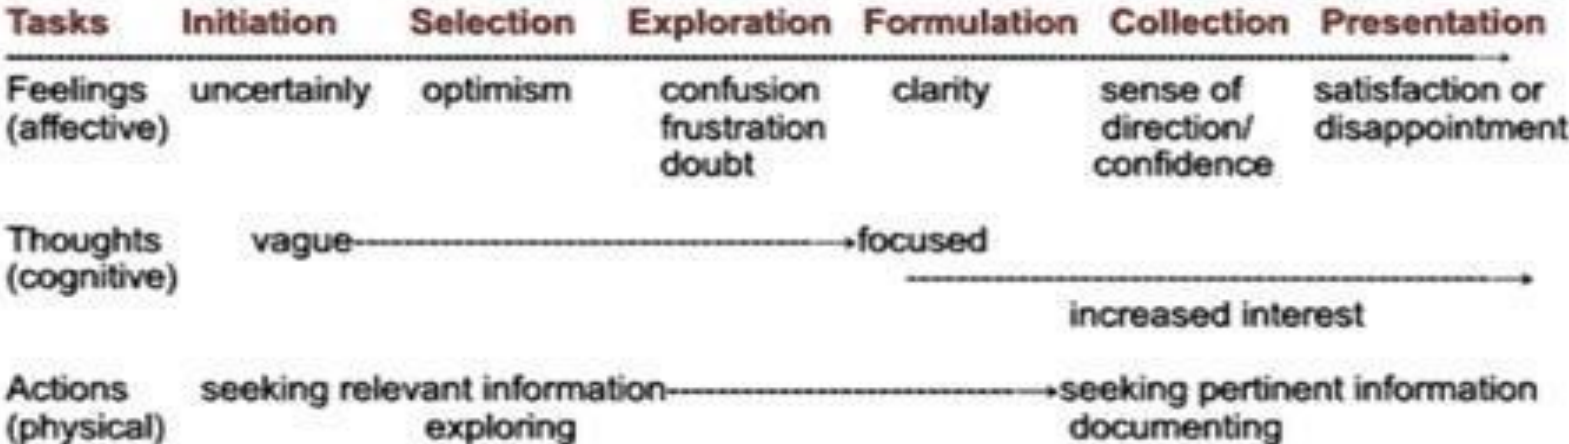 Tasks Initiation Selection Exploration Formulation Collection Presentation
Feelings uncertainly optimism confusion clarity sense of satisfaction or
(affective) frustration direction/ disappointment
doubt confidence
Thoughts vague focused
(cognitive)
increased interest
Actions seeking relevant information seeking pertinent information
(physical) exploring documenting